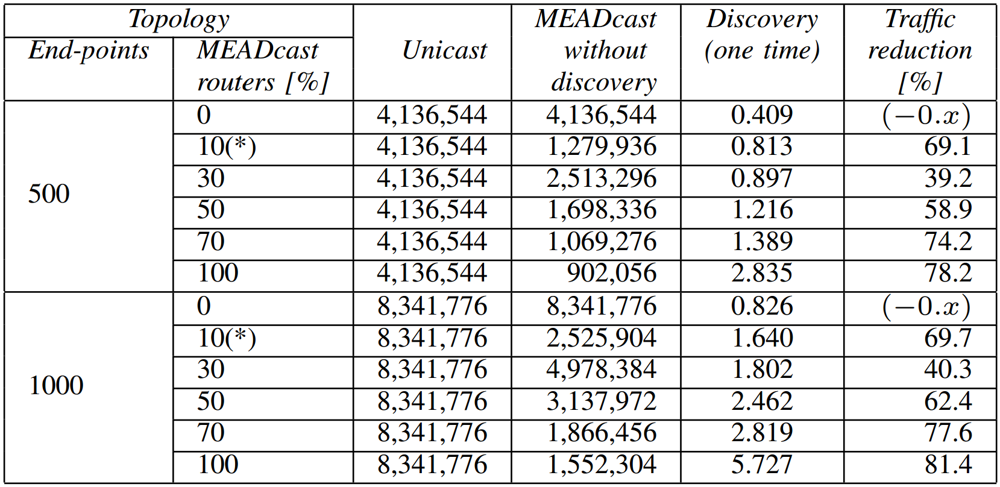 Topology
End-points
MEADcast
routers [%]
Unicast
MEADcast
without
discovery
Discovery
(one time)
Traffic
reduction
[%]
500
0 4,136,544 4,136,544 0.409 (−0.x)
10(*) 4,136,544 1,279,936 0.813 69.1
30 4,136,544 2,513,296 0.897 39.2
50 4,136,544 1,698,336 1.216 58.9
70 4,136,544 1,069,276 1.389 74.2
100 4,136,544 902,056 2.835 78.2
1000
0 8,341,776 8,341,776 0.826 (−0.x)
10(*) 8,341,776 2,525,904 1.640 69.7
30 8,341,776 4,978,384 1.802 40.3
50 8,341,776 3,137,972 2.462 62.4
70 8,341,776 1,866,456 2.819 77.6
100 8,341,776 1,552,304 5.727 81.4